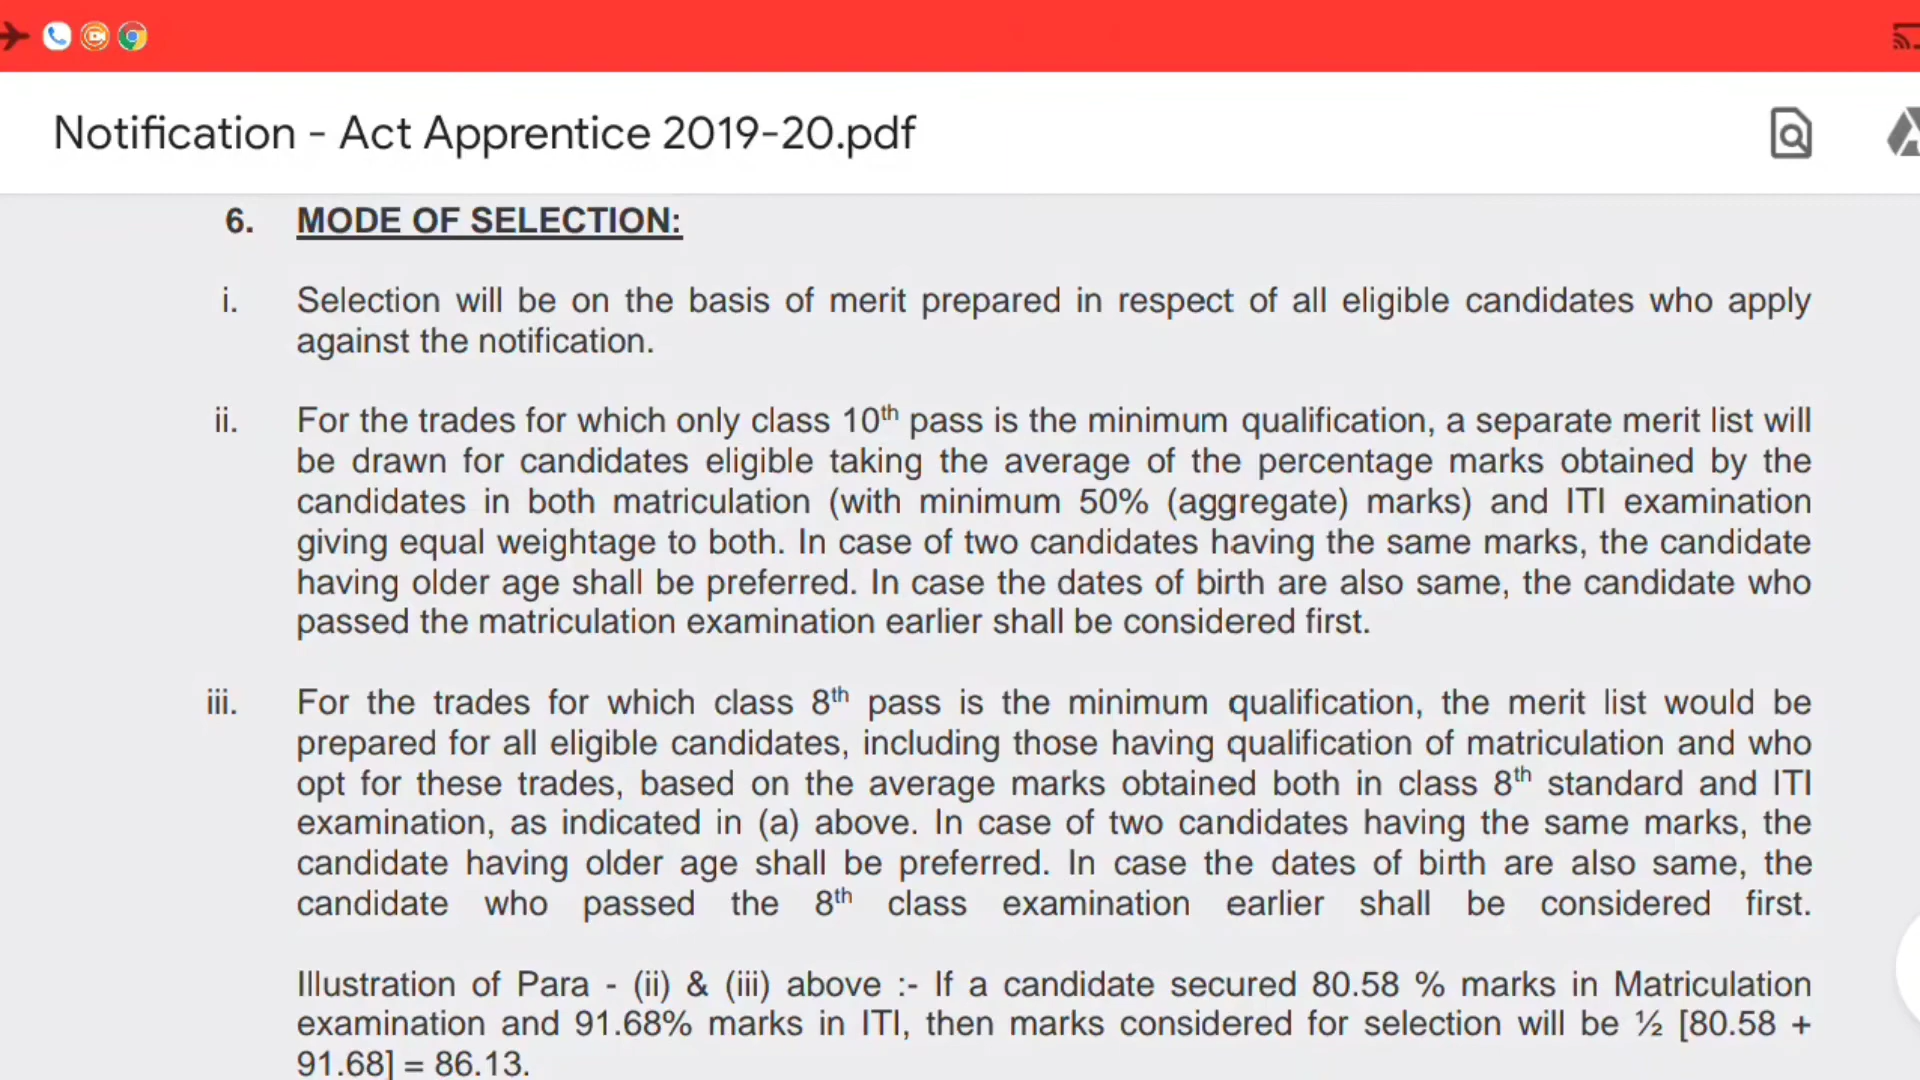 Notification - Act Apprentice 2019-20.pdf
6. MODE OF SELECTION:
i. Selection will be on the basis of merit prepared in respect of all eligible candidates who apply
against the notification.
ii. For the trades for which only class 10th pass is the minimum qualification, a separate merit list will
be drawn for candidates eligible taking the average of the percentage marks obtained by the
candidates in both matriculation (with minimum 50% (aggregate) marks) and ITI examination
giving equal weightage to both. In case of two candidates having the same marks, the candidate
having older age shall be preferred. In case the dates of birth are also same, the candidate who
passed the matriculation examination earlier shall be considered first.
iii. For the trades for which class 8th pass is the minimum qualification, the merit list would be
prepared for all eligible candidates, including those having qualification of matriculation and who
opt for these trades, based on the average marks obtained both in class 8th standard and ITI
examination, as indicated in (a) above. In case of two candidates having the same marks, the
candidate having older age shall be preferred. In case the dates of birth are also same, the
candidate who passed the 8th class examination earlier shall be considered first.
Illustration of Para - (ii) & (iii) above :- If a candidate secured 80.58 % marks in Matriculation
examination and 91.68% marks in ITI, then marks considered for selection will be ½ [80.58 +
91.68] = 86.13.